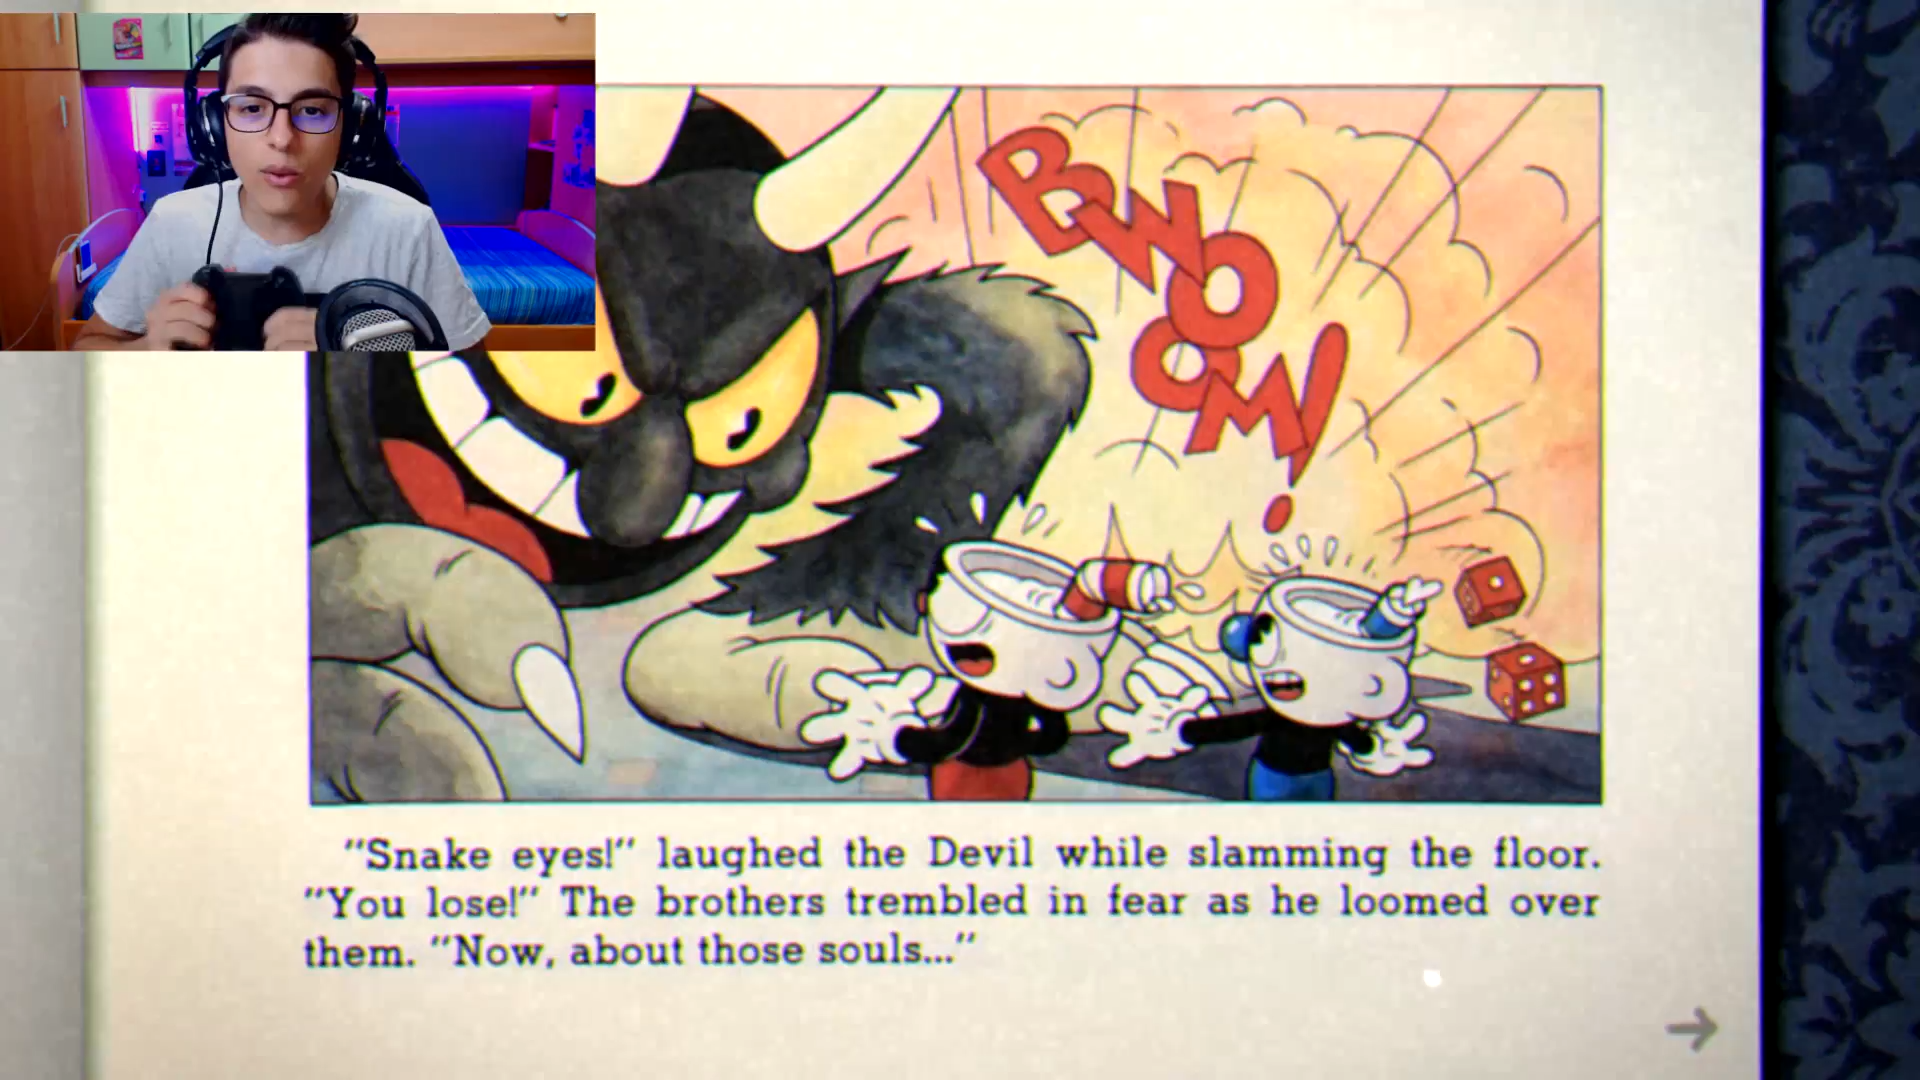 BWOOM!
"Snake eyes!" laughed the Devil while slamming the floor.
"You lose!" The brothers trembled in fear as he loomed over
them. "Now, about those souls..."